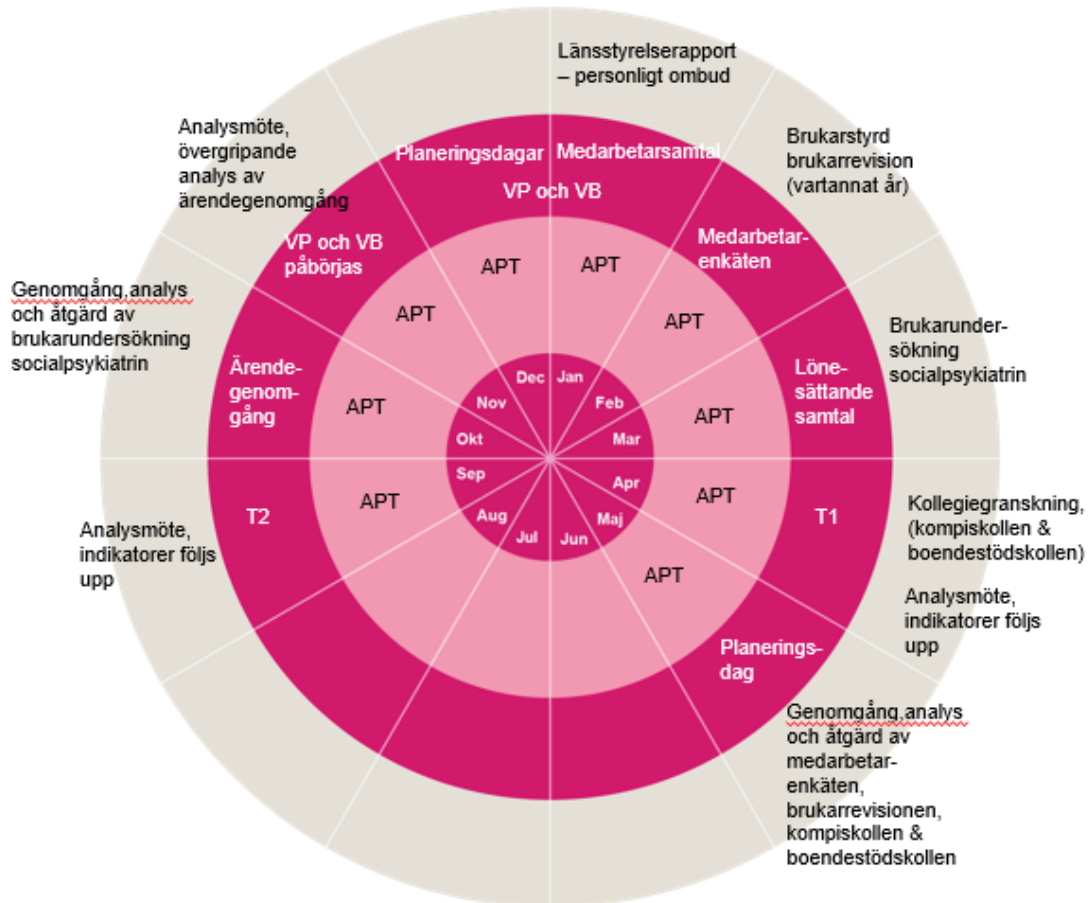 Länsstyrelserapport
– personligt ombud
Brukarstyrd
brukarrevision
(vartannat år)
Brukarunder-
sökning
socialpsykiatrin
Kollegiegranskning,
(kompiskollen &
boendestödskollen)
Analysmöte,
indikatorer följs
upp
Genomgång,analys
och åtgärd av
medarbetar-
enkäten,
brukarrevisionen,
kompiskollen &
boendestödskollen
Analysmöte,
indikatorer följs
upp
Genomgång,analys
och åtgärd av
brukarundersökning
socialpsykiatrin
Analysmöte,
övergripande
analys av
ärendegenomgång
Planeringsdagar
Medarbetarsamtal
VP och VB
Medarbetar-
enkäten
Löne-
sättande
samtal
T1
Planerings-
dag
T2
Ärende-
genom-
gång
VP och VB
påbörjas
APT
APT
APT
APT
APT
APT
APT
APT
APT
Jan
Feb
Mar
Apr
Maj
Jun
Jul
Aug
Sep
Okt
Nov
Dec